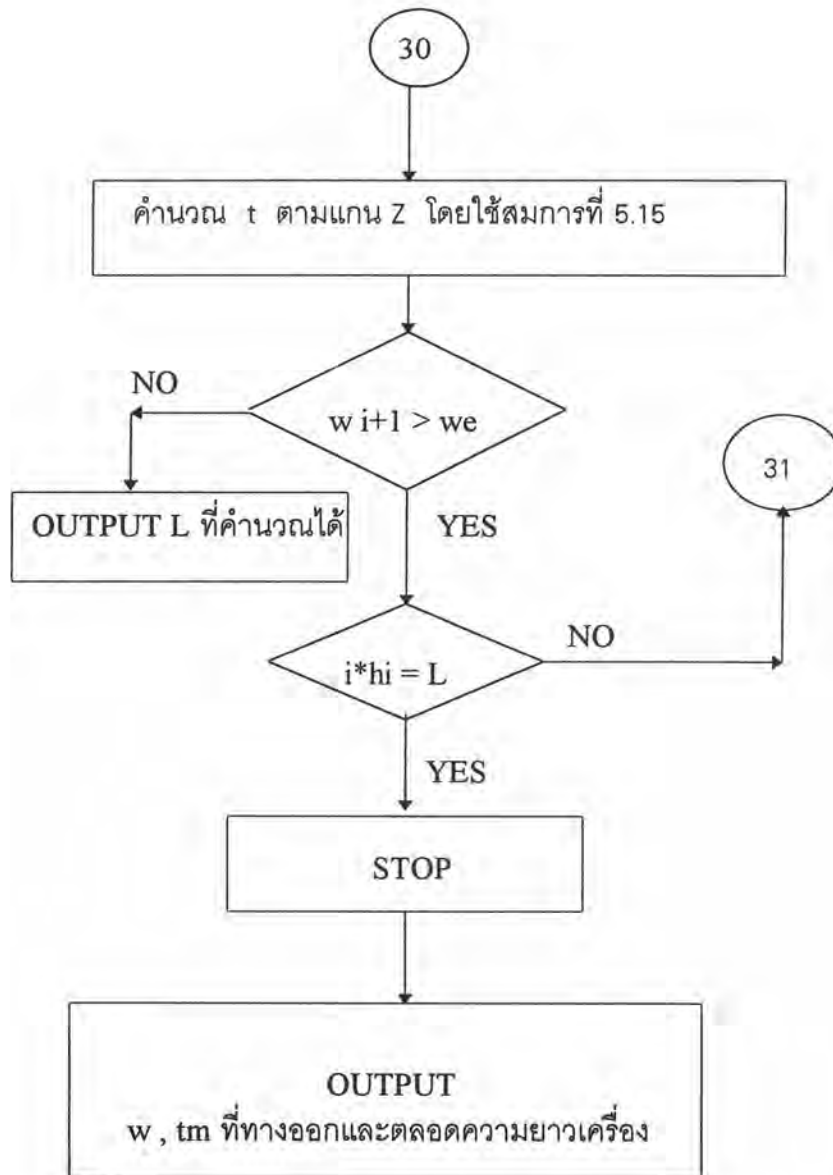 30
คำนวณ t ตามแกน Z โดยใช้สมการที่ 5.15
NO
w i+1 > we
31
OUTPUT L ที่คำนวณได้
YES
NO
i*hi = L
YES
STOP
OUTPUT
w , tm ที่ทางออกและตลอดความยาวเครื่อง